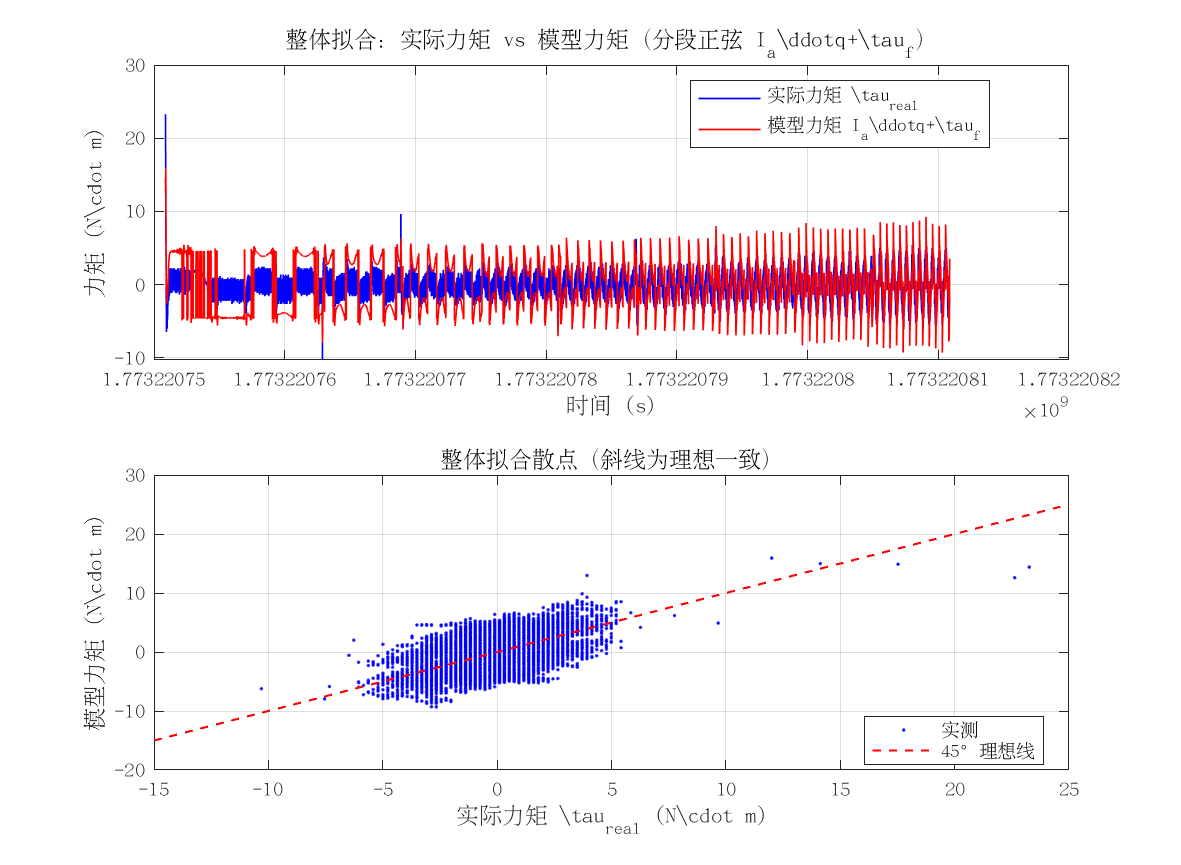 整体拟合: 实际力矩 vs 模型力矩 (分段正弦 I_a\ddotq+\tau_f)
30
20
10
0
-10
力矩 (N\cdot m)
实际力矩 \tau_real
模型力矩 I_a\ddotq+\tau_f
1.77322075 1.77322076 1.77322077 1.77322078 1.77322079 1.7732208 1.77322081 1.77322082
×10^9
时间 (s)
整体拟合散点 (斜线为理想一致)
30
20
10
0
-10
-20
模型力矩 (N\cdot m)
实测
45° 理想线
-15 -10 -5 0 5 10 15 20 25
实际力矩 \tau_real (N\cdot m)